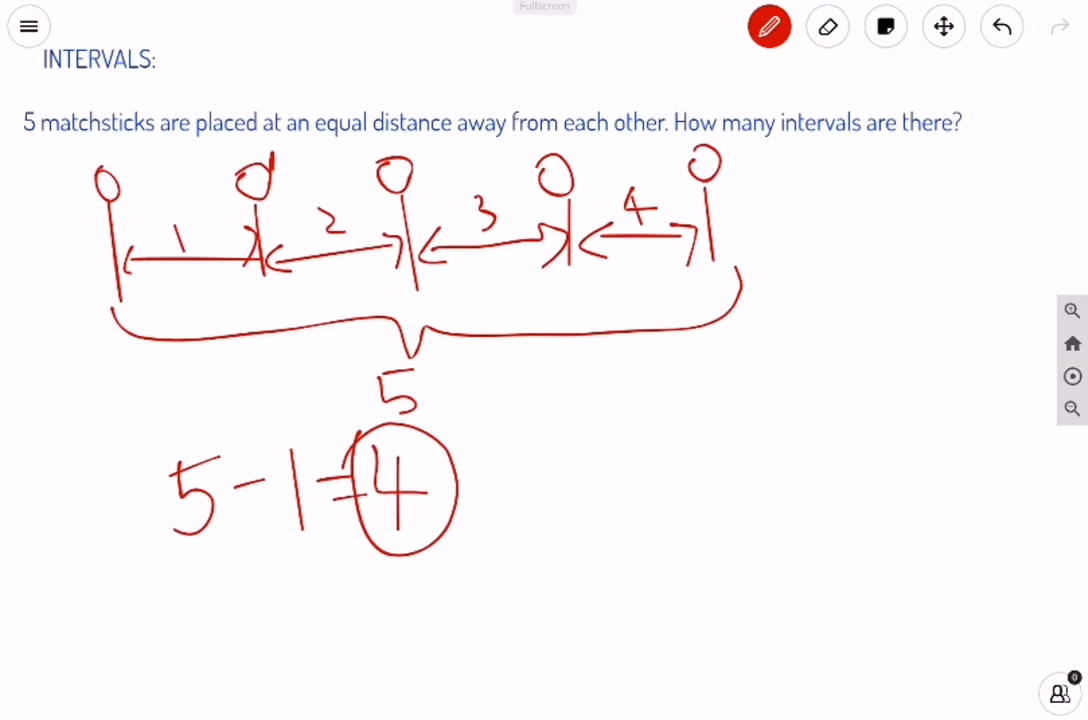 Fullscreen
INTERVALS:
5 matchsticks are placed at an equal distance away from each other. How many intervals are there?
1 2 3 4
5
5-1=4
0